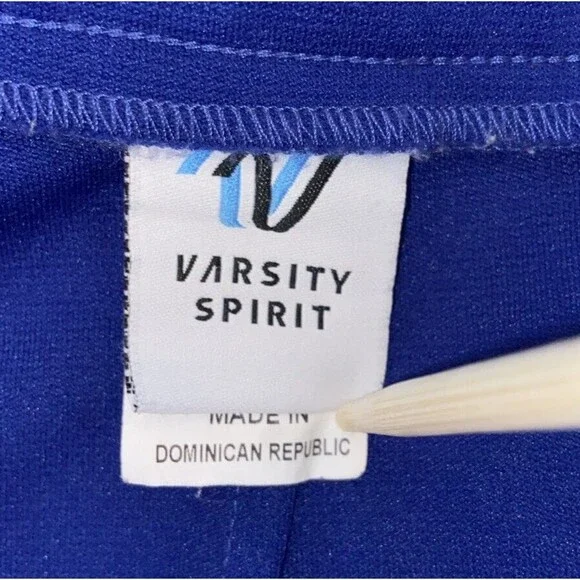 VARSITY
SPIRIT
MADE IN
DOMINICAN REPUBLIC